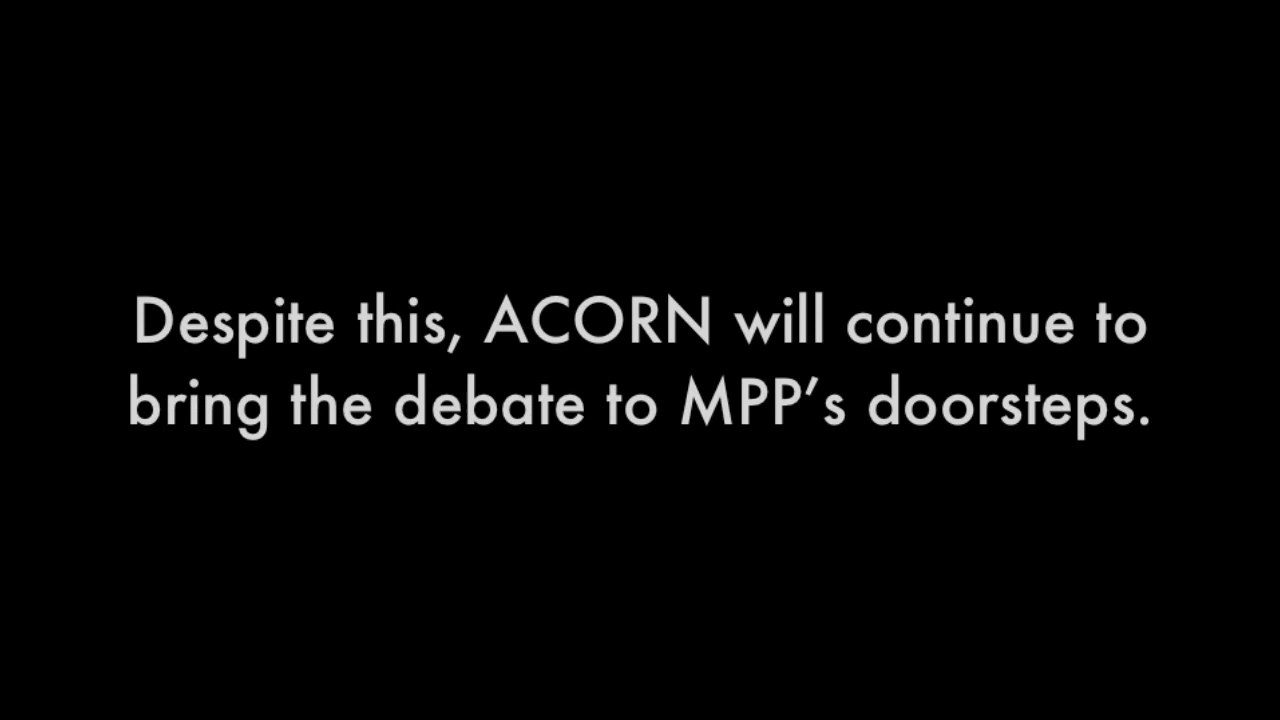 Despite this, ACORN will continue to
bring the debate to MPP’s doorsteps.